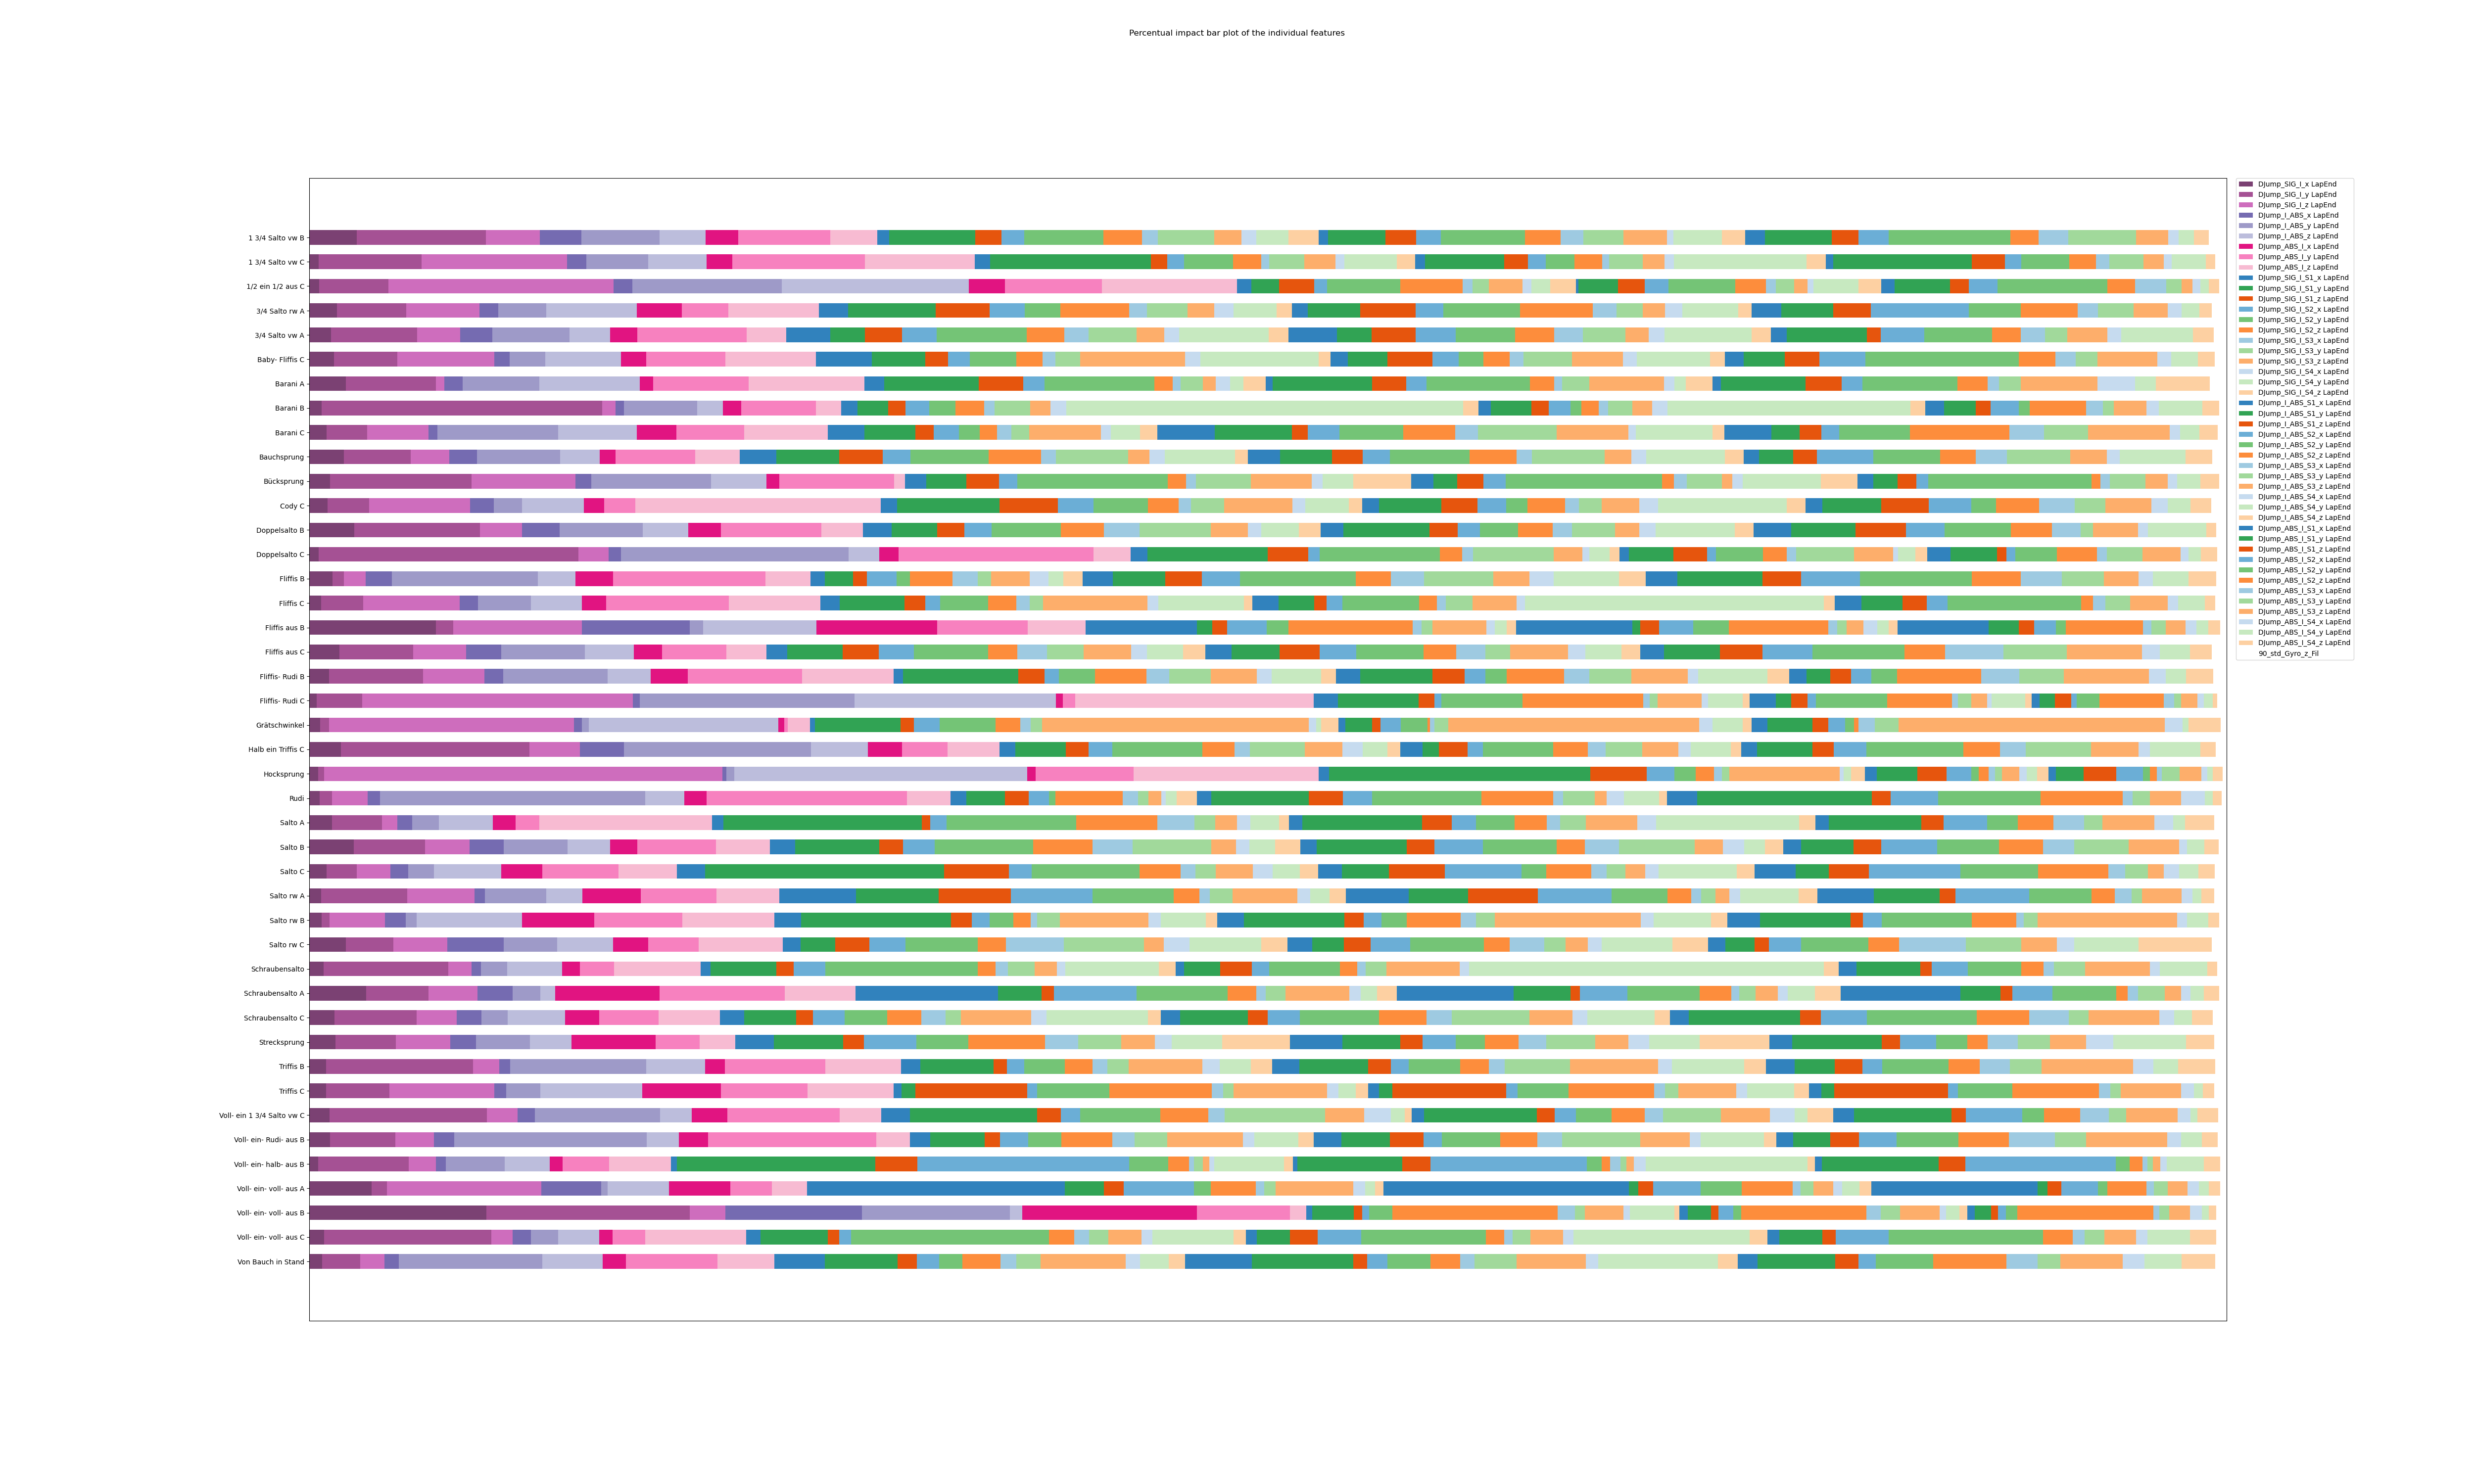 Percentual impact bar plot of the individual features
1 3/4 Salto vw B
1 3/4 Salto vw C
1/2 ein 1/2 aus C
3/4 Salto rw A
3/4 Salto vw A
Baby- Fliffis C
Barani A
Barani B
Barani C
Bauchsprung
Bücksprung
Cody C
Doppelsalto B
Doppelsalto C
Fliffis B
Fliffis C
Fliffis aus B
Fliffis aus C
Fliffis- Rudi B
Fliffis- Rudi C
Grätschwinkel
Halb ein Triffis C
Hocksprung
Rudi
Salto A
Salto B
Salto C
Salto rw A
Salto rw B
Salto rw C
Schraubensalto
Schraubensalto A
Schraubensalto C
Strecksprung
Triffis B
Triffis C
Voll- ein 1 3/4 Salto vw C
Voll- ein- Rudi- aus B
Voll- ein- halb- aus B
Voll- ein- voll- aus A
Voll- ein- voll- aus B
Voll- ein- voll- aus C
Von Bauch in Stand
DJump_SIG_I_x LapEnd
DJump_SIG_I_y LapEnd
DJump_SIG_I_z LapEnd
DJump_I_ABS_x LapEnd
DJump_I_ABS_y LapEnd
DJump_I_ABS_z LapEnd
DJump_ABS_I_x LapEnd
DJump_ABS_I_y LapEnd
DJump_ABS_I_z LapEnd
DJump_SIG_I_S1_x LapEnd
DJump_SIG_I_S1_y LapEnd
DJump_SIG_I_S1_z LapEnd
DJump_SIG_I_S2_x LapEnd
DJump_SIG_I_S2_y LapEnd
DJump_SIG_I_S2_z LapEnd
DJump_SIG_I_S3_x LapEnd
DJump_SIG_I_S3_y LapEnd
DJump_SIG_I_S3_z LapEnd
DJump_SIG_I_S4_x LapEnd
DJump_SIG_I_S4_y LapEnd
DJump_SIG_I_S4_z LapEnd
DJump_I_ABS_S1_x LapEnd
DJump_I_ABS_S1_y LapEnd
DJump_I_ABS_S1_z LapEnd
DJump_I_ABS_S2_x LapEnd
DJump_I_ABS_S2_y LapEnd
DJump_I_ABS_S2_z LapEnd
DJump_I_ABS_S3_x LapEnd
DJump_I_ABS_S3_y LapEnd
DJump_I_ABS_S3_z LapEnd
DJump_I_ABS_S4_x LapEnd
DJump_I_ABS_S4_y LapEnd
DJump_I_ABS_S4_z LapEnd
DJump_ABS_I_S1_x LapEnd
DJump_ABS_I_S1_y LapEnd
DJump_ABS_I_S1_z LapEnd
DJump_ABS_I_S2_x LapEnd
DJump_ABS_I_S2_y LapEnd
DJump_ABS_I_S2_z LapEnd
DJump_ABS_I_S3_x LapEnd
DJump_ABS_I_S3_y LapEnd
DJump_ABS_I_S3_z LapEnd
DJump_ABS_I_S4_x LapEnd
DJump_ABS_I_S4_y LapEnd
DJump_ABS_I_S4_z LapEnd
90_std_Gyro_z_Fil